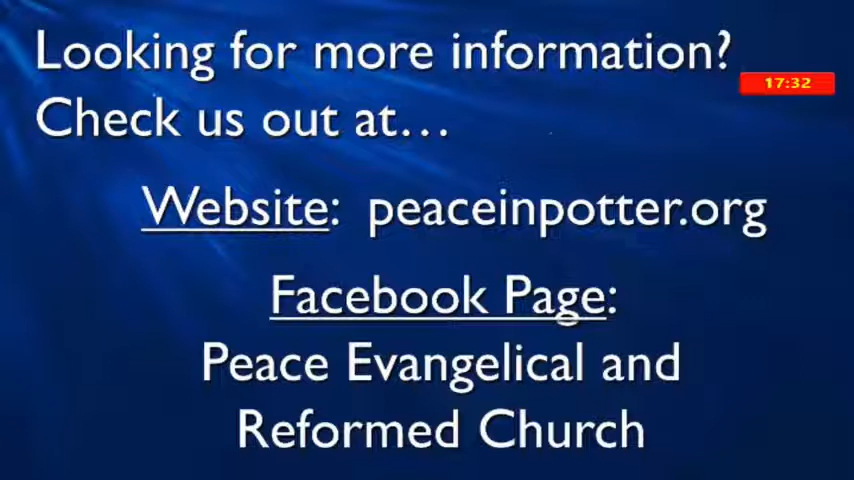 Looking for more information?
17:32
Check us out at…
Website: peaceinpotter.org
Facebook Page:
Peace Evangelical and
Reformed Church